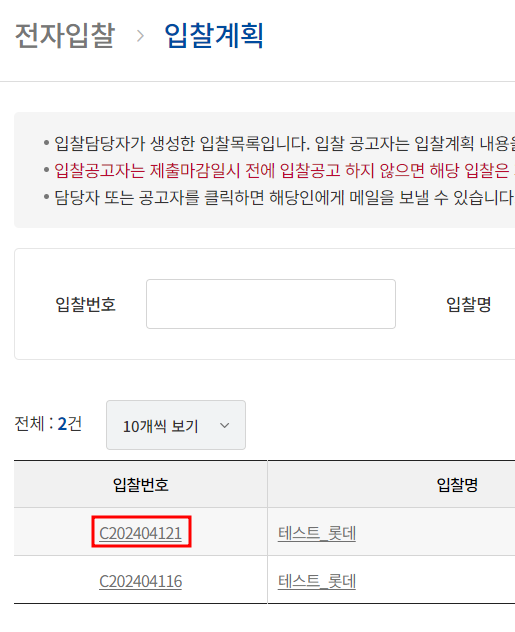 전자입찰 > 입찰계획
• 입찰담당자가 생성한 입찰목록입니다. 입찰 공고자는 입찰계획 내용을
• 입찰공고자는 제출마감일시 전에 입찰공고 하지 않으면 해당 입찰은
• 담당자 또는 공고자를 클릭하면 해당인에게 메일을 보낼 수 있습니다
입찰번호 입찰명
전체 : 2건 10개씩 보기
입찰번호 입찰명
C202404121 테스트_롯데
C202404116 테스트_롯데